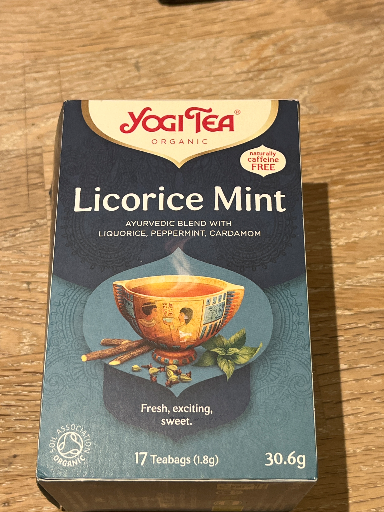 YOGI TEA®
ORGANIC
naturally
caffeine
FREE
Licorice Mint
AYURVEDIC BLEND WITH
LIQUORICE, PEPPERMINT, CARDAMOM
Fresh, exciting,
sweet.
SOIL ASSOCIATION
ORGANIC
17 Teabags (1.8g)
30.6g